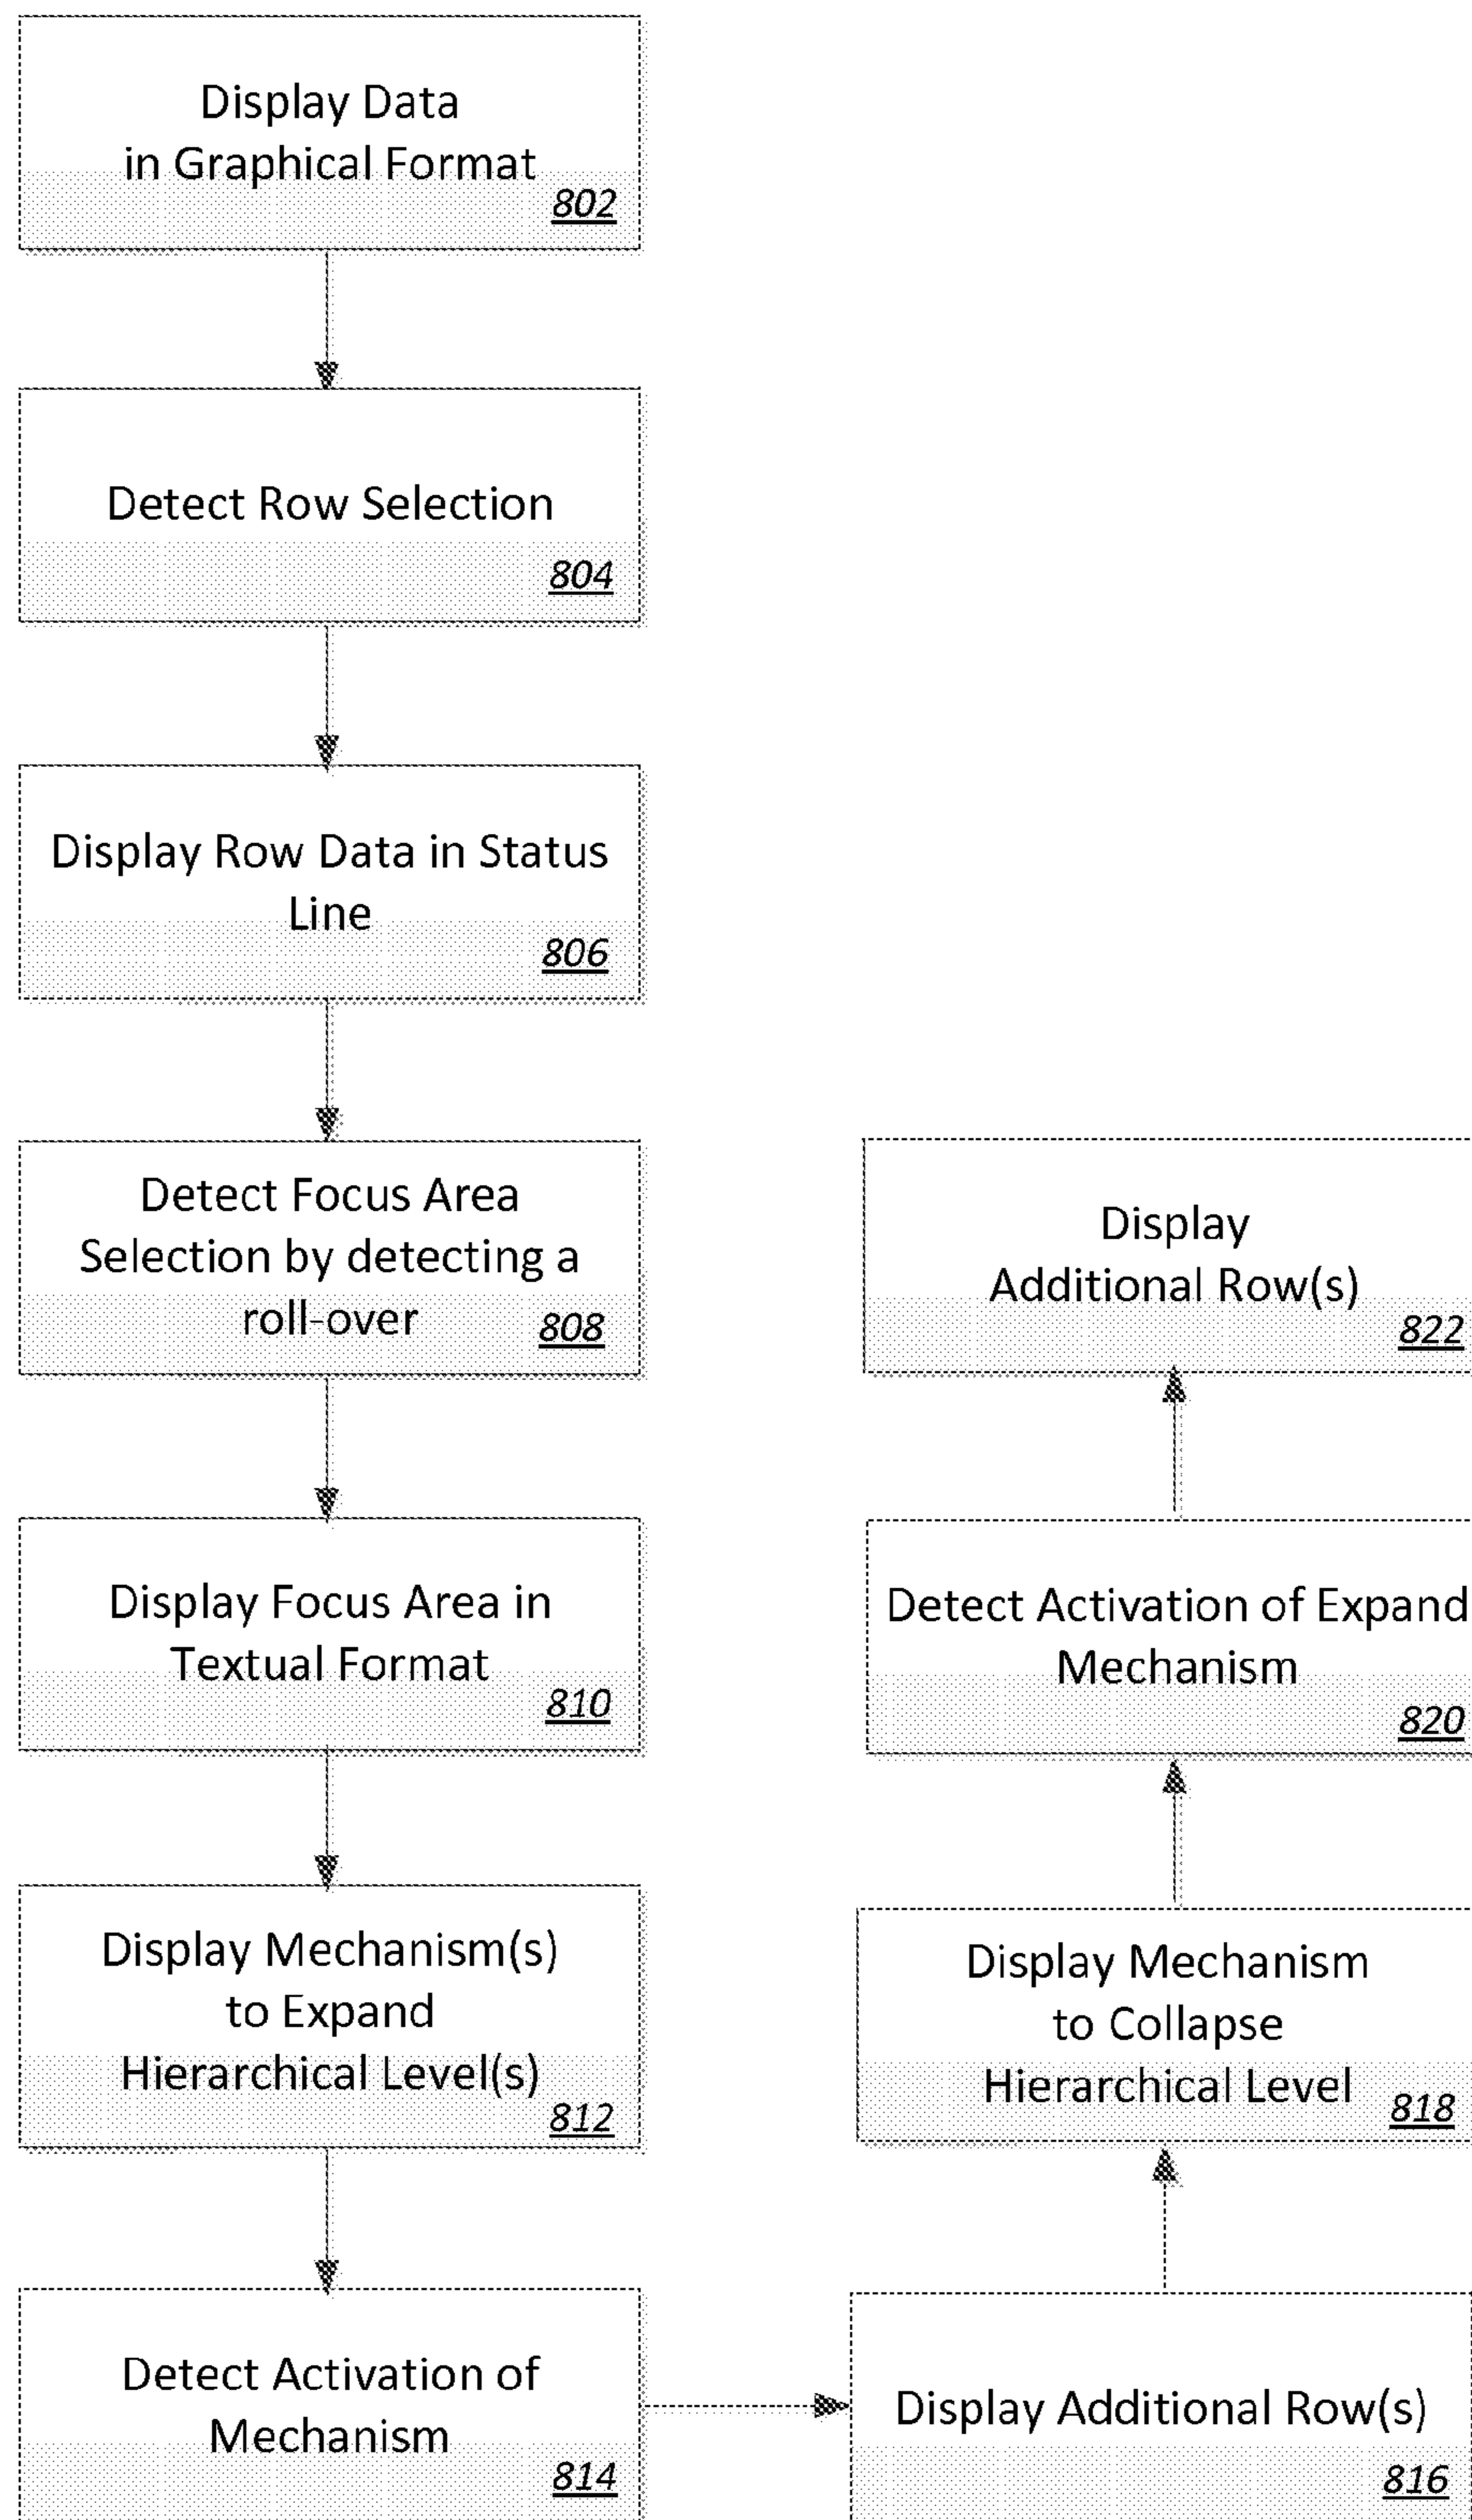 Display Data
in Graphical Format
802
Detect Row Selection
804
Display Row Data in Status
Line
806
Detect Focus Area
Selection by detecting a
roll-over
808
Display Focus Area in
Textual Format
810
Display Mechanism(s)
to Expand
Hierarchical Level(s)
812
Detect Activation of
Mechanism
814
Display Additional Row(s)
816
Display Mechanism
to Collapse
Hierarchical Level
818
Detect Activation of Expand
Mechanism
820
Display
Additional Row(s)
822